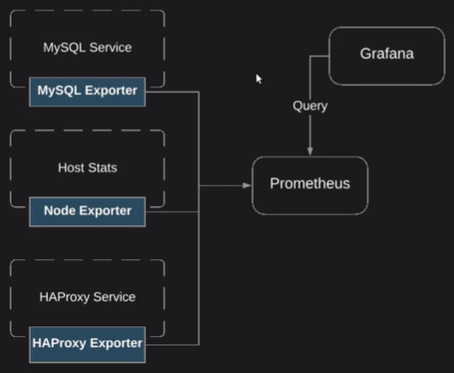 MySQL Service
MySQL Exporter
Host Stats
Node Exporter
HAProxy Service
HAProxy Exporter
Grafana
Query
Prometheus